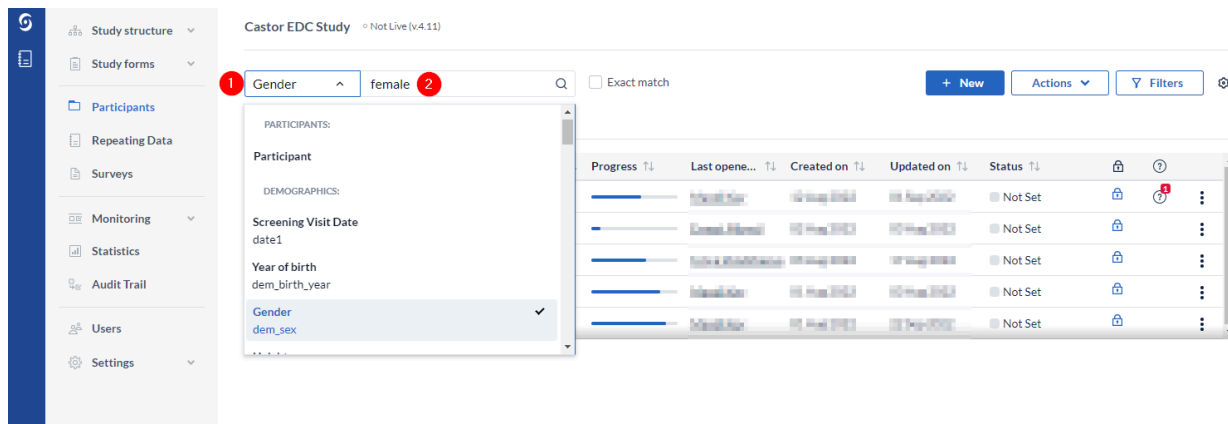 Castor EDC Study Not Live (v.4.11)
Study structure
Study forms
Participants
Repeating Data
Surveys
Monitoring
Statistics
Audit Trail
Users
Settings
1 Gender female 2 Exact match + New Actions Filters
PARTICIPANTS:
Participant
DEMOGRAPHICS:
Screening Visit Date
date1
Year of birth
dem_birth_year
Gender
dem_sex
Progress Last opene... Created on Updated on Status
1
Not Set
Not Set
Not Set
Not Set
Not Set